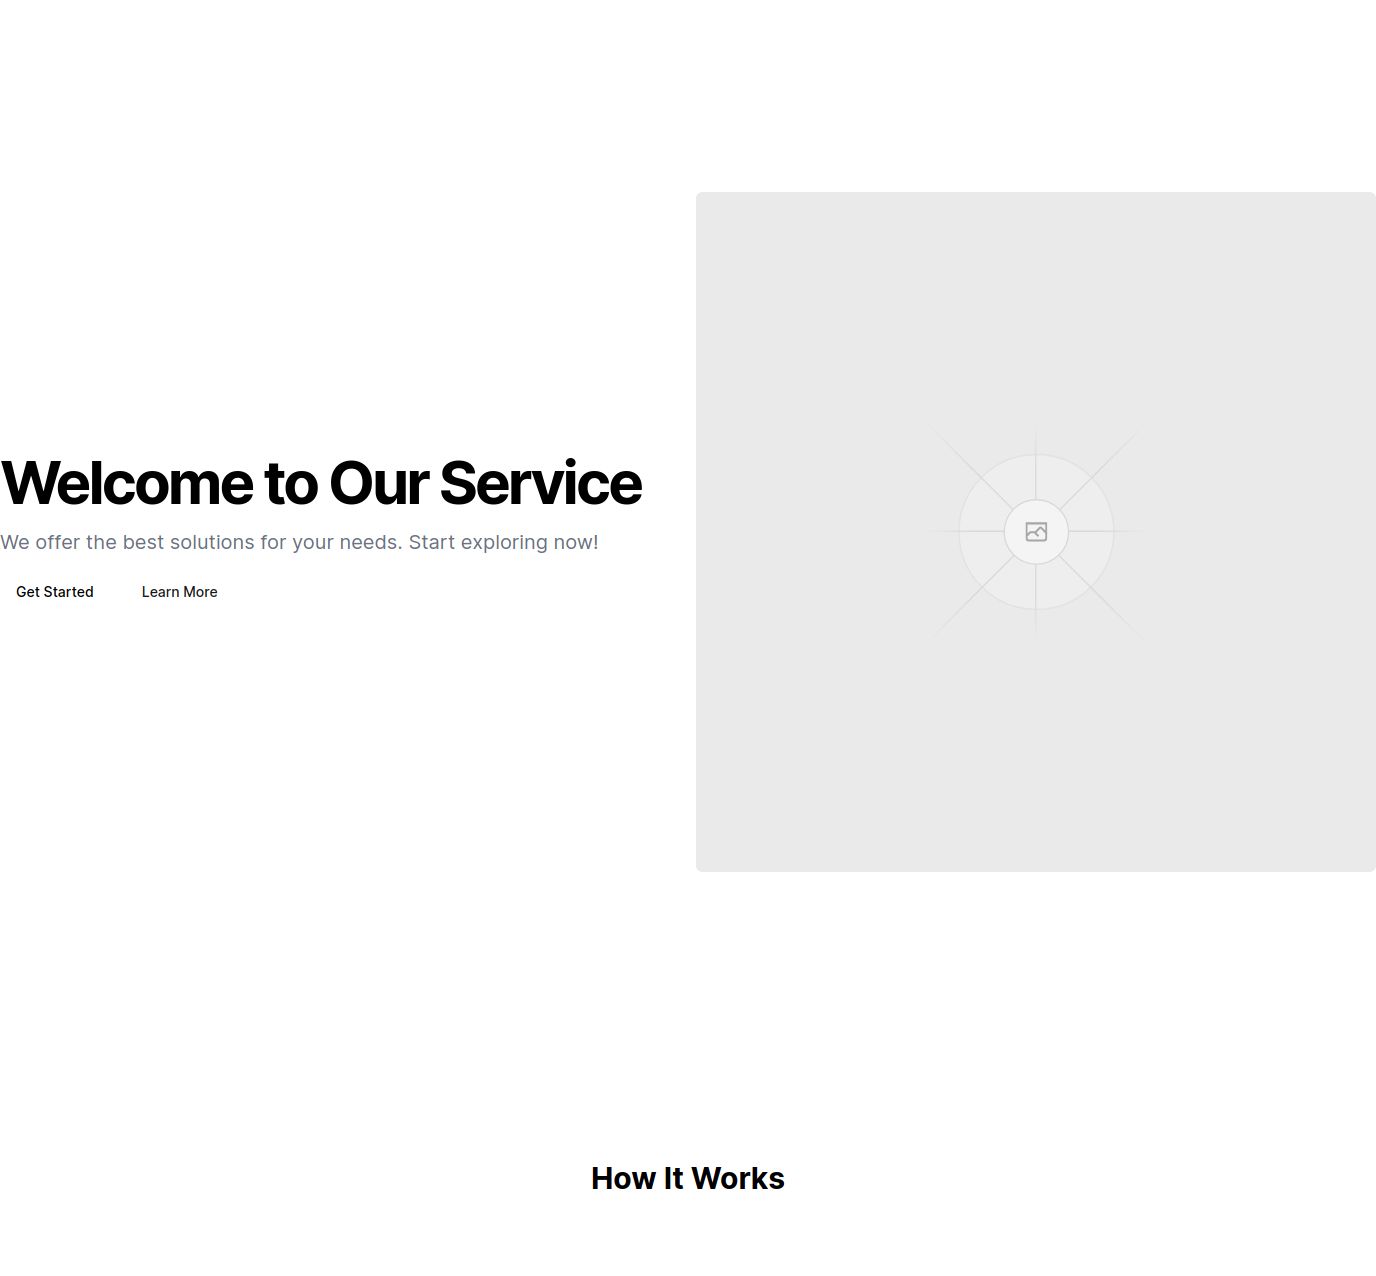 Welcome to Our Service
We offer the best solutions for your needs. Start exploring now!
Get Started
Learn More
How It Works